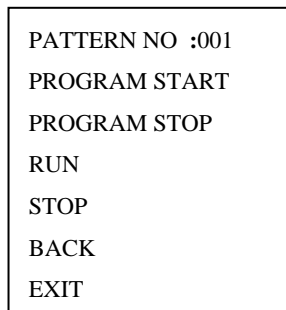 PATTERN NO :001
PROGRAM START
PROGRAM STOP
RUN
STOP
BACK
EXIT